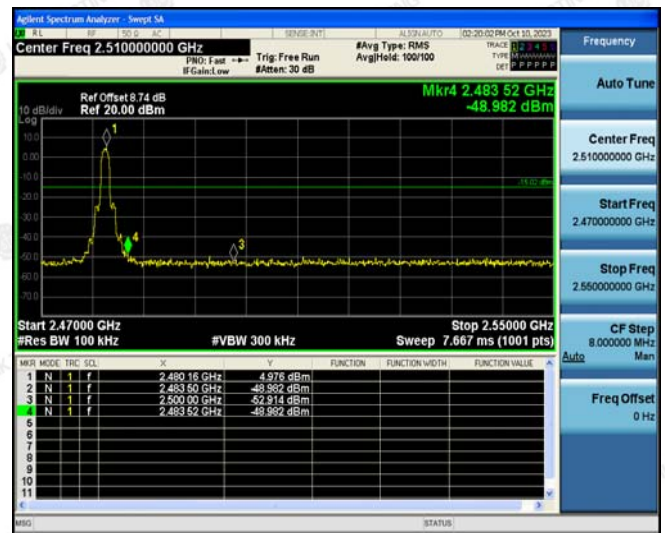 Agilent Spectrum Analyzer - Swept SA
RL RF 50 Ω AC SENSE:INT ALIGN AUTO 02:20:02 PM Oct 10, 2023
Center Freq 2.510000000 GHz
PNO: Fast
IFGain:Low
Trig: Free Run
#Atten: 30 dB
#Avg Type: RMS
Avg|Hold: 100/100
TRACE 1 2 3 4 5 6
TYPE
DET P P P P P P
Mkr4 2.483 52 GHz
-48.982 dBm
10 dB/div
Log
Ref Offset 8.74 dB
Ref 20.00 dBm
10.0
0.00
-10.0
-20.0
-30.0
-40.0
-50.0
-60.0
-70.0
1
4
3
-15.02 dBm
Start 2.47000 GHz
Stop 2.55000 GHz
#Res BW 100 kHz
#VBW 300 kHz
Sweep 7.667 ms (1001 pts)
MKR MODE TRC SCL X Y FUNCTION FUNCTION WIDTH FUNCTION VALUE
1 N 1 f 2.480 16 GHz 4.976 dBm
2 N 1 f 2.483 50 GHz -48.982 dBm
3 N 1 f 2.500 00 GHz -52.914 dBm
4 N 1 f 2.483 52 GHz -48.982 dBm
5
6
7
8
9
10
11
MSG
STATUS
Frequency
Auto Tune
Center Freq
2.510000000 GHz
Start Freq
2.470000000 GHz
Stop Freq
2.550000000 GHz
CF Step
8.000000 MHz
Auto Man
Freq Offset
0 Hz